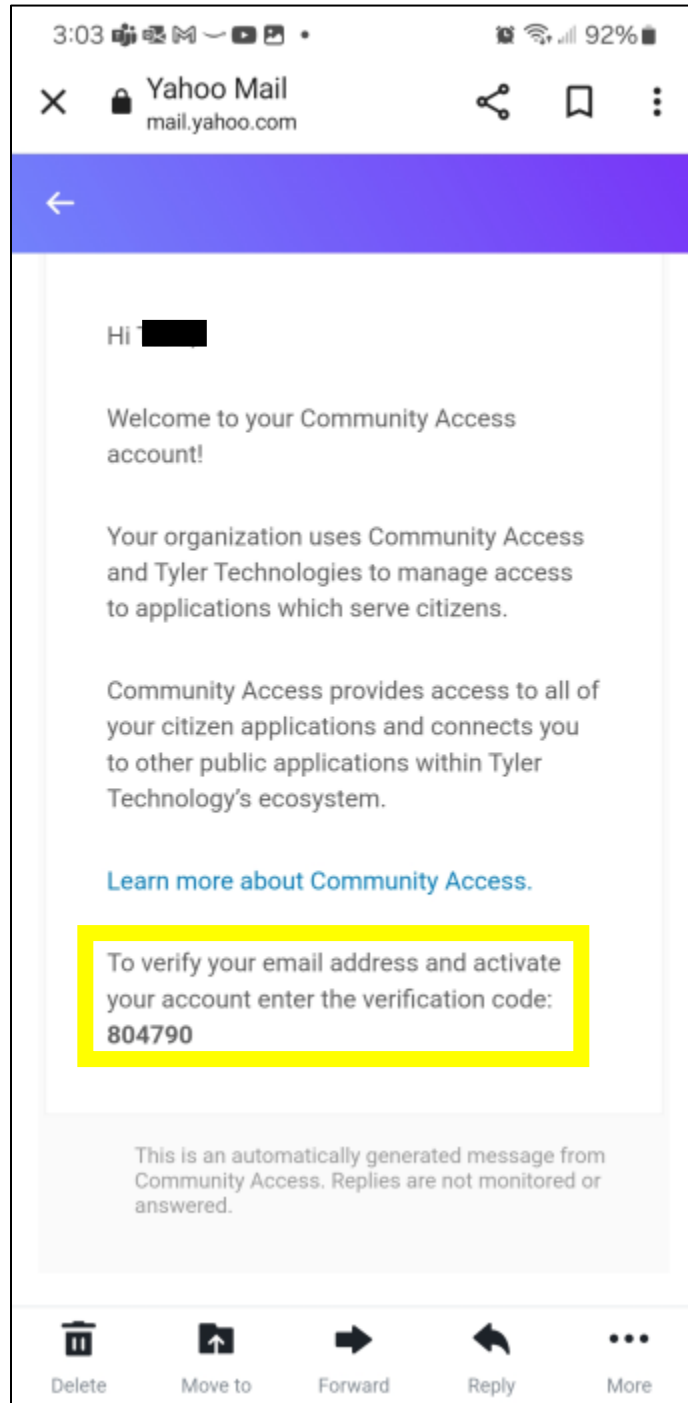 3:03 92%
Yahoo Mail
mail.yahoo.com
Hi
Welcome to your Community Access
account!
Your organization uses Community Access
and Tyler Technologies to manage access
to applications which serve citizens.
Community Access provides access to all of
your citizen applications and connects you
to other public applications within Tyler
Technology's ecosystem.
Learn more about Community Access.
To verify your email address and activate
your account enter the verification code:
804790
This is an automatically generated message from
Community Access. Replies are not monitored or
answered.
Delete Move to Forward Reply More